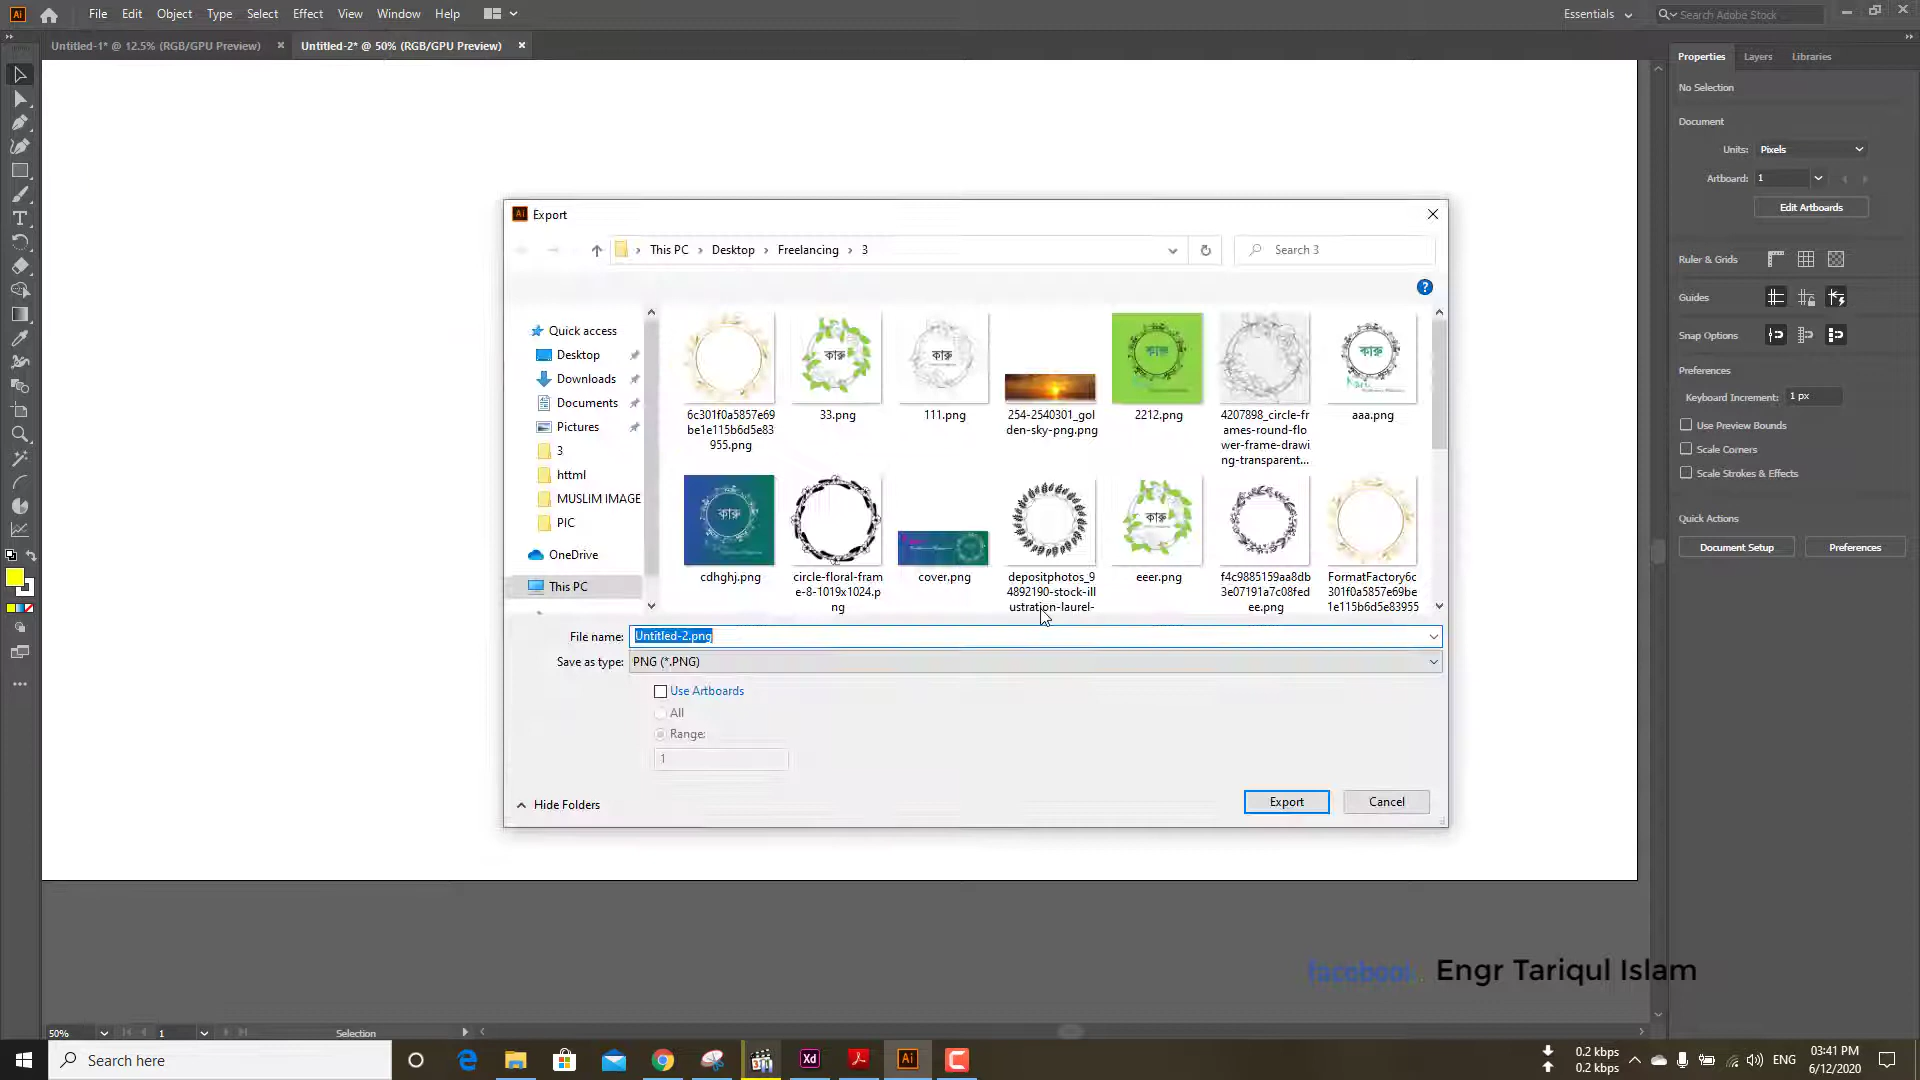 File Edit Object Type Select Effect View Window Help
Essentials
Search Adobe Stock
Untitled-1* @ 12.5% (RGB/GPU Preview) × Untitled-2* @ 50% (RGB/GPU Preview) ×
Properties Layers Libraries
No Selection
Document
Units: Pixels
Artboard: 1
Edit Artboards
Ruler & Grids
Guides
Snap Options
Preferences
Keyboard Increment: 1 px
Use Preview Bounds
Scale Corners
Scale Strokes & Effects
Quick Actions
Document Setup Preferences
Ai Export
This PC > Desktop > Freelancing > 3
Search 3
?
Quick access
Desktop
Downloads
Documents
Pictures
3
httml
MUSLIM IMAGE
PIC
OneDrive
This PC
কারু
কারু
কারু
কারু
6c301f0a5857e69
be1e115b6d5e83
955.png
33.png
111.png
254-2540301_gol
den-sky-png.png
2212.png
4207898_circle-fr
ames-round-flo
wer-frame-drawi
ng-transparent...
aaa.png
কারু
কারু
cdhghj.png
circle-floral-fram
e-8-1019x1024.p
ng
cover.png
depositphotos_9
4892190-stock-ill
ustration-laurel-
eeer.png
f4c9885159aa8db
3e07191a7c08fed
ee.png
FormatFactory6c
301f0a5857e69be
1e115b6d5e83955
File name: Untitled-2.png
Save as type: PNG (*.PNG)
Use Artboards
All
Range:
1
Hide Folders
Export Cancel
Engr Tariqul Islam
50% 1 Selection
Search here
Xd Ai
0.2 kbps
0.2 kbps
ENG
03:41 PM
6/12/2020